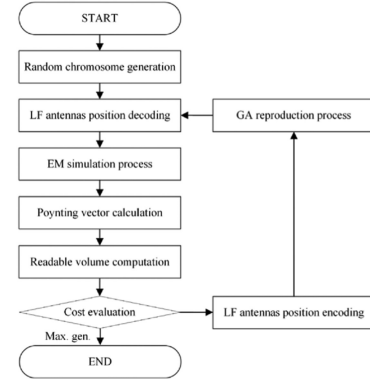 START
Random chromosome generation
LF antennas position decoding
GA reproduction process
EM simulation process
Poynting vector calculation
Readable volume computation
Cost evaluation
LF antennas position encoding
Max. gen.
END